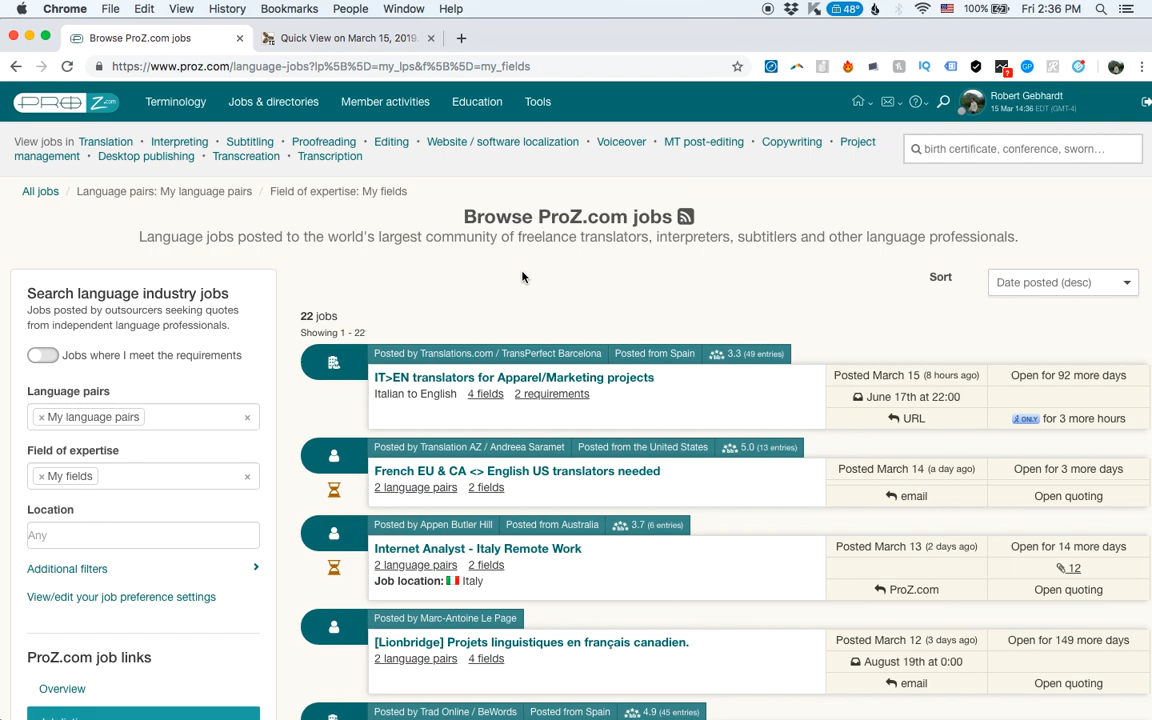 Chrome File Edit View History Bookmarks People Window Help 48° 100% Fri 2:36 PM
Browse ProZ.com jobs × Quick View on March 15, 2019. × +
https://www.proz.com/language-jobs?lp%5B%5D=my_lps&f%5B%5D=my_fields
PRO Z.com Terminology Jobs & directories Member activities Education Tools Robert Gebhardt
15 Mar 14:36 EDT (GMT-4)
View jobs in Translation • Interpreting • Subtitling • Proofreading • Editing • Website / software localization • Voiceover • MT post-editing • Copywriting • Project
management • Desktop publishing • Transcreation • Transcription
birth certificate, conference, sworn...
All jobs / Language pairs: My language pairs / Field of expertise: My fields
Browse ProZ.com jobs
Language jobs posted to the world's largest community of freelance translators, interpreters, subtitlers and other language professionals.
Sort Date posted (desc)
Search language industry jobs
Jobs posted by outsourcers seeking quotes
from independent language professionals.
Jobs where I meet the requirements
Language pairs
× My language pairs ×
Field of expertise
× My fields ×
Location
Any
Additional filters
View/edit your job preference settings
ProZ.com job links
Overview
22 jobs
Showing 1 - 22
Posted by Translations.com / TransPerfect Barcelona Posted from Spain 3.3 (49 entries)
IT>EN translators for Apparel/Marketing projects
Italian to English 4 fields 2 requirements
Posted March 15 (8 hours ago) Open for 92 more days
June 17th at 22:00
URL ONLY for 3 more hours
Posted by Translation AZ / Andreea Saramet Posted from the United States 5.0 (13 entries)
French EU & CA <> English US translators needed
2 language pairs 2 fields
Posted March 14 (a day ago) Open for 3 more days
email Open quoting
Posted by Appen Butler Hill Posted from Australia 3.7 (6 entries)
Internet Analyst - Italy Remote Work
2 language pairs 2 fields
Job location: Italy
Posted March 13 (2 days ago) Open for 14 more days
12
ProZ.com Open quoting
Posted by Marc-Antoine Le Page
[Lionbridge] Projets linguistiques en français canadien.
2 language pairs 4 fields
Posted March 12 (3 days ago) Open for 149 more days
August 19th at 0:00
email Open quoting
Posted by Trad Online / BeWords Posted from Spain 4.9 (45 entries)